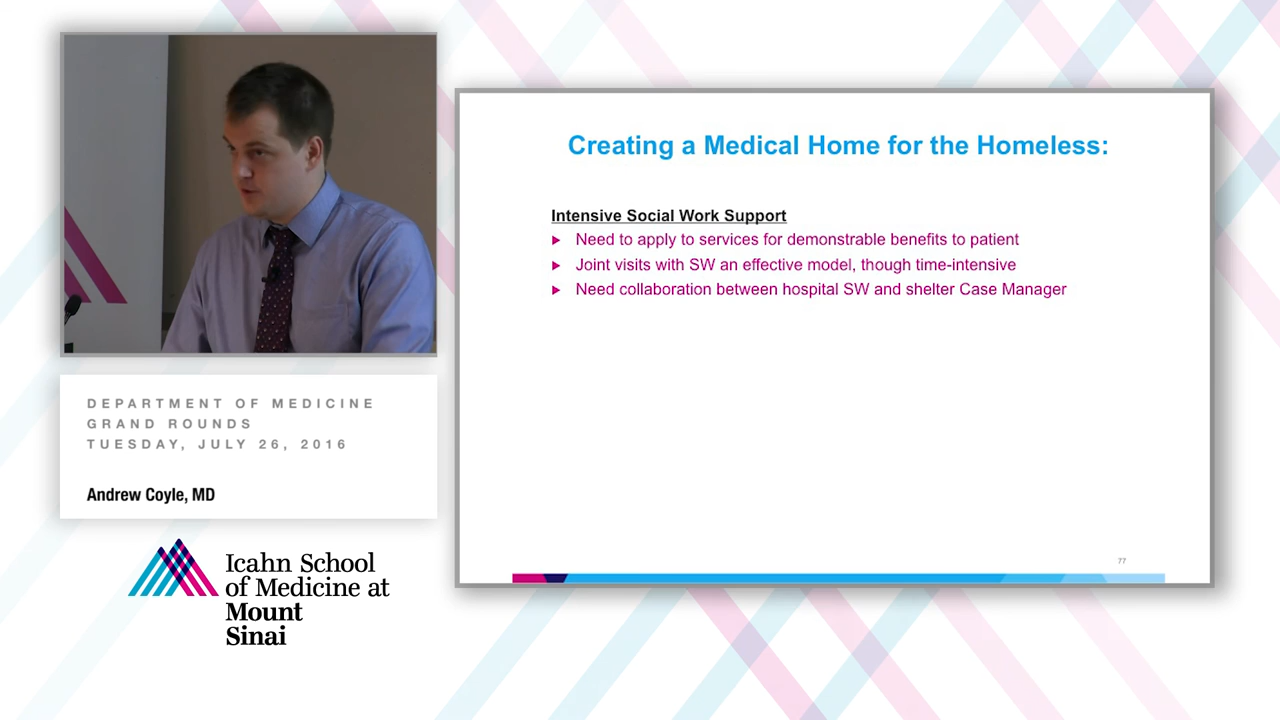 Creating a Medical Home for the Homeless:
Intensive Social Work Support
Need to apply to services for demonstrable benefits to patient
Joint visits with SW an effective model, though time-intensive
Need collaboration between hospital SW and shelter Case Manager
77
DEPARTMENT OF MEDICINE
GRAND ROUNDS
TUESDAY, JULY 26, 2016
Andrew Coyle, MD
Icahn School
of Medicine at
Mount
Sinai